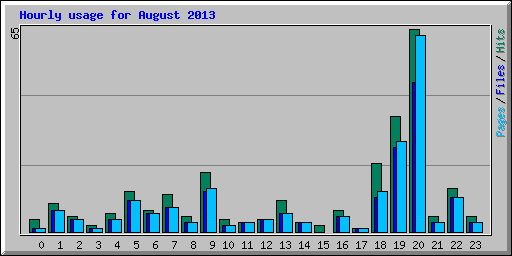 Hourly usage for August 2013
65
Pages/Files/Hits
0 1 2 3 4 5 6 7 8 9 10 11 12 13 14 15 16 17 18 19 20 21 22 23